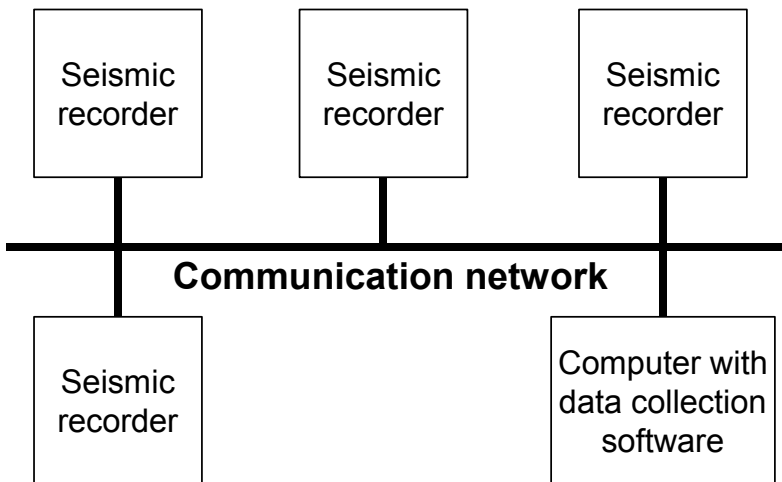 Seismic
recorder
Seismic
recorder
Seismic
recorder
Communication network
Seismic
recorder
Computer with
data collection
software